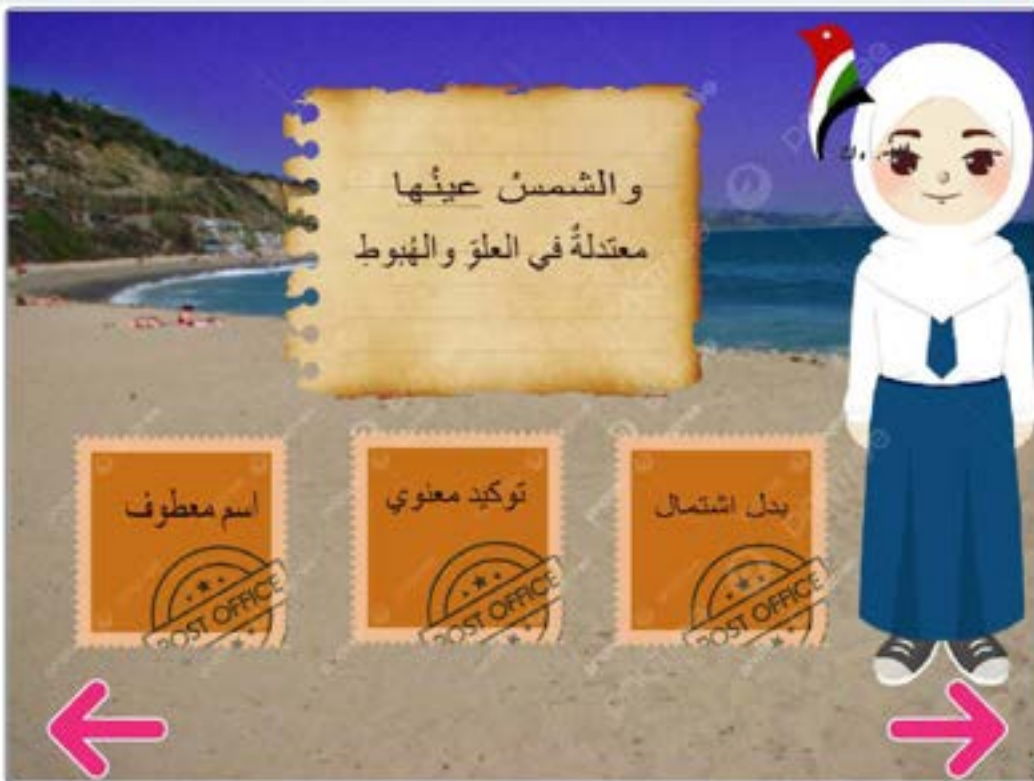 والشمسُ عينُها
معتدلةٌ في العلوّ والهُبوطِ
بدل اشتمال
توكيد معنوي
اسم معطوف
POST OFFICE
POST OFFICE
POST OFFICE